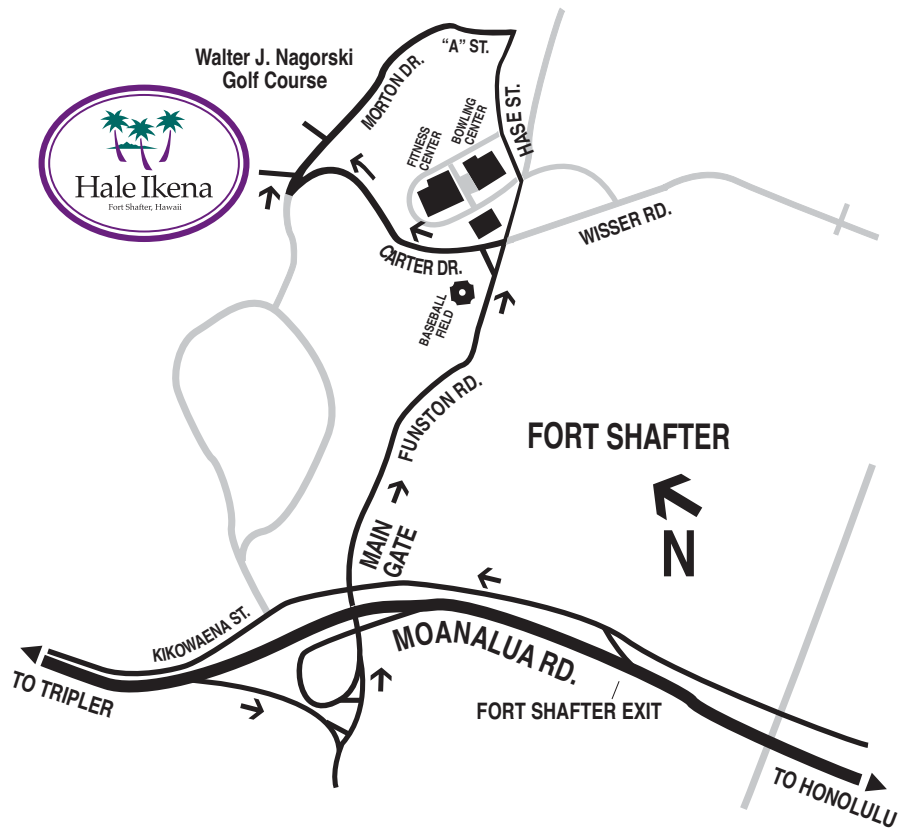 "A" ST.
Walter J. Nagorski
Golf Course
MORTON DR.
HASE ST.
BOWLING
CENTER
FITNESS
CENTER
Hale Ikena
Fort Shafter, Hawaii
WISSER RD.
CARTER DR.
BASEBALL
FIELD
FUNSTON RD.
FORT SHAFTER
N
MAIN
GATE
KIKOWAENA ST.
MOANALUA RD.
TO TRIPLER
FORT SHAFTER EXIT
TO HONOLULU